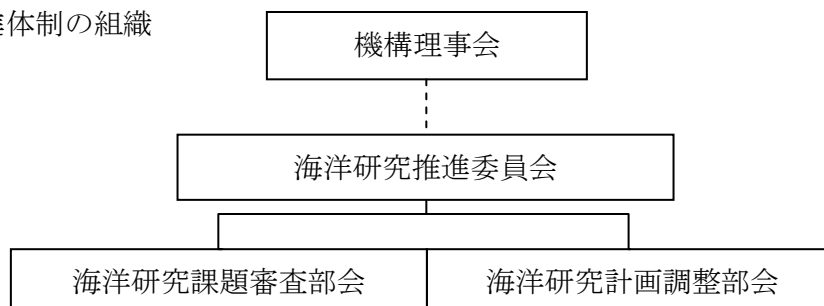 体制の組織
機構理事会
海洋研究推進委員会
海洋研究課題審査部会
海洋研究計画調整部会